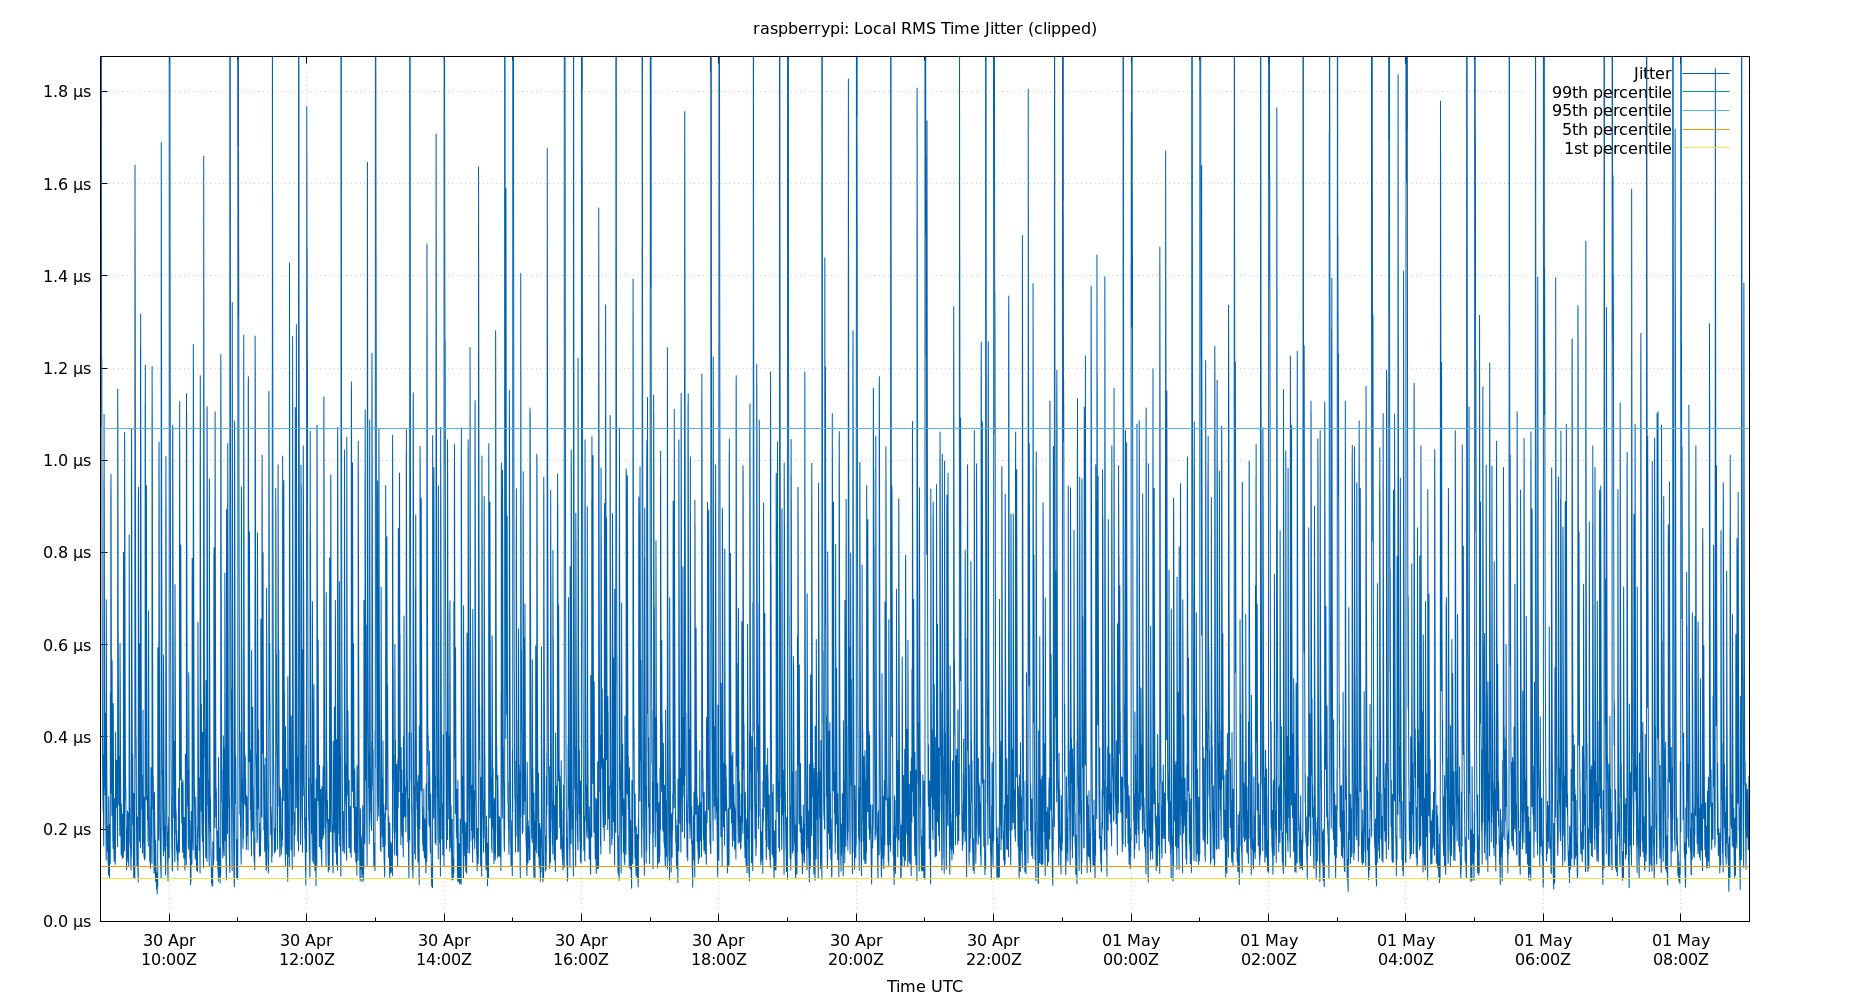 raspberrypi: Local RMS Time Jitter (clipped)
Jitter
99th percentile
95th percentile
5th percentile
1st percentile
1.8 µs
1.6 µs
1.4 µs
1.2 µs
1.0 µs
0.8 µs
0.6 µs
0.4 µs
0.2 µs
0.0 µs
30 Apr 30 Apr 30 Apr 30 Apr 30 Apr 30 Apr 30 Apr 01 May 01 May 01 May 01 May 01 May
10:00Z 12:00Z 14:00Z 16:00Z 18:00Z 20:00Z 22:00Z 00:00Z 02:00Z 04:00Z 06:00Z 08:00Z
Time UTC